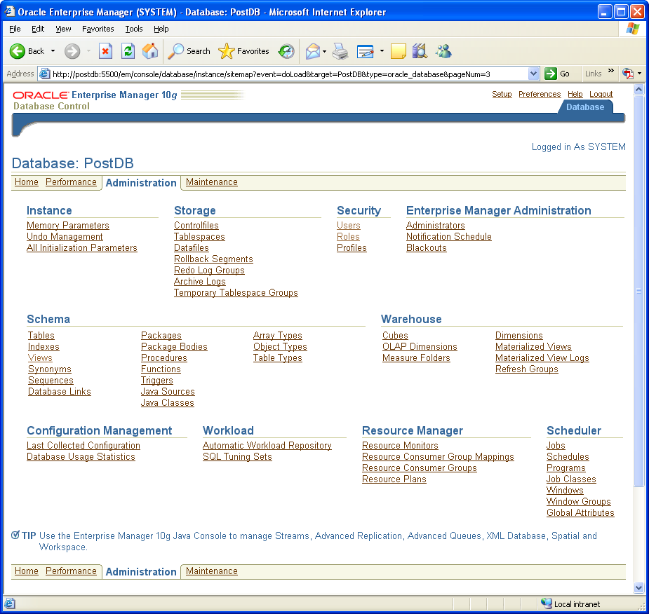 Oracle Enterprise Manager (SYSTEM) - Database: PostDB - Microsoft Internet Explorer
File Edit View Favorites Tools Help
Back Search Favorites
Address http://postdb:5500/em/console/database/instance/sitemap?event=doLoad&target=PostDB&type=oracle_database&pageNum=3 Go Links »
ORACLE Enterprise Manager 10g
Database Control
Setup Preferences Help Logout
Database
Logged in As SYSTEM
Database: PostDB
Home Performance Administration Maintenance
Instance
Memory Parameters
Undo Management
All Initialization Parameters
Storage
Controlfiles
Tablespaces
Datafiles
Rollback Segments
Redo Log Groups
Archive Logs
Temporary Tablespace Groups
Security
Users
Roles
Profiles
Enterprise Manager Administration
Administrators
Notification Schedule
Blackouts
Schema
Tables
Indexes
Views
Synonyms
Sequences
Database Links
Packages
Package Bodies
Procedures
Functions
Triggers
Java Sources
Java Classes
Array Types
Object Types
Table Types
Warehouse
Cubes
OLAP Dimensions
Measure Folders
Dimensions
Materialized Views
Materialized View Logs
Refresh Groups
Configuration Management
Last Collected Configuration
Database Usage Statistics
Workload
Automatic Workload Repository
SQL Tuning Sets
Resource Manager
Resource Monitors
Resource Consumer Group Mappings
Resource Consumer Groups
Resource Plans
Scheduler
Jobs
Schedules
Programs
Job Classes
Windows
Window Groups
Global Attributes
TIP Use the Enterprise Manager 10g Java Console to manage Streams, Advanced Replication, Advanced Queues, XML Database, Spatial and
Workspace.
Home Performance Administration Maintenance
Local intranet